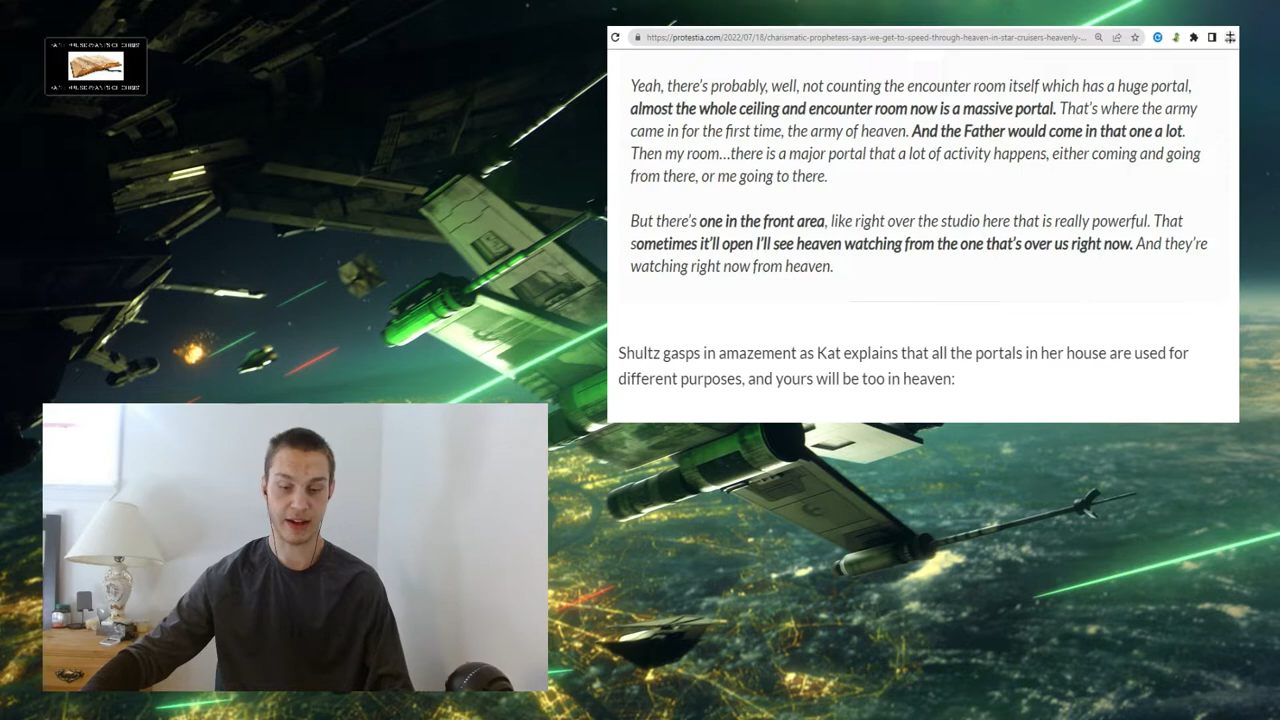 https://protestia.com/2022/07/18/charismatic-prophetess-says-we-get-to-speed-through-heaven-in-star-cruisers-heavenly-...
Yeah, there's probably, well, not counting the encounter room itself which has a huge portal,
almost the whole ceiling and encounter room now is a massive portal. That's where the army
came in for the first time, the army of heaven. And the Father would come in that one a lot.
Then my room…there is a major portal that a lot of activity happens, either coming and going
from there, or me going to there.
But there's one in the front area, like right over the studio here that is really powerful. That
sometimes it'll open I'll see heaven watching from the one that's over us right now. And they're
watching right now from heaven.
Shultz gasps in amazement as Kat explains that all the portals in her house are used for
different purposes, and yours will be too in heaven: